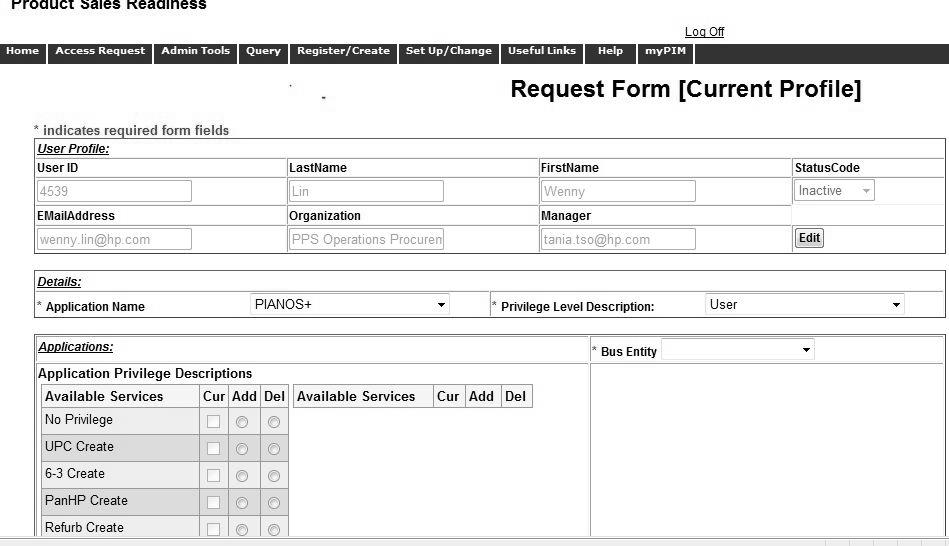 Product Sales Readiness
Log Off
Home Access Request Admin Tools Query Register/Create Set Up/Change Useful Links Help myPIM
Request Form [Current Profile]
* indicates required form fields
User Profile:
User ID LastName FirstName StatusCode
4539 Lin Wenny Inactive
EMailAddress Organization Manager
wenny.lin@hp.com PPS Operations Procuren tania.tso@hp.com Edit
Details:
* Application Name PIANOS+ * Privilege Level Description: User
Applications: * Bus Entity
Application Privilege Descriptions
Available Services Cur Add Del Available Services Cur Add Del
No Privilege
UPC Create
6-3 Create
PanHP Create
Refurb Create